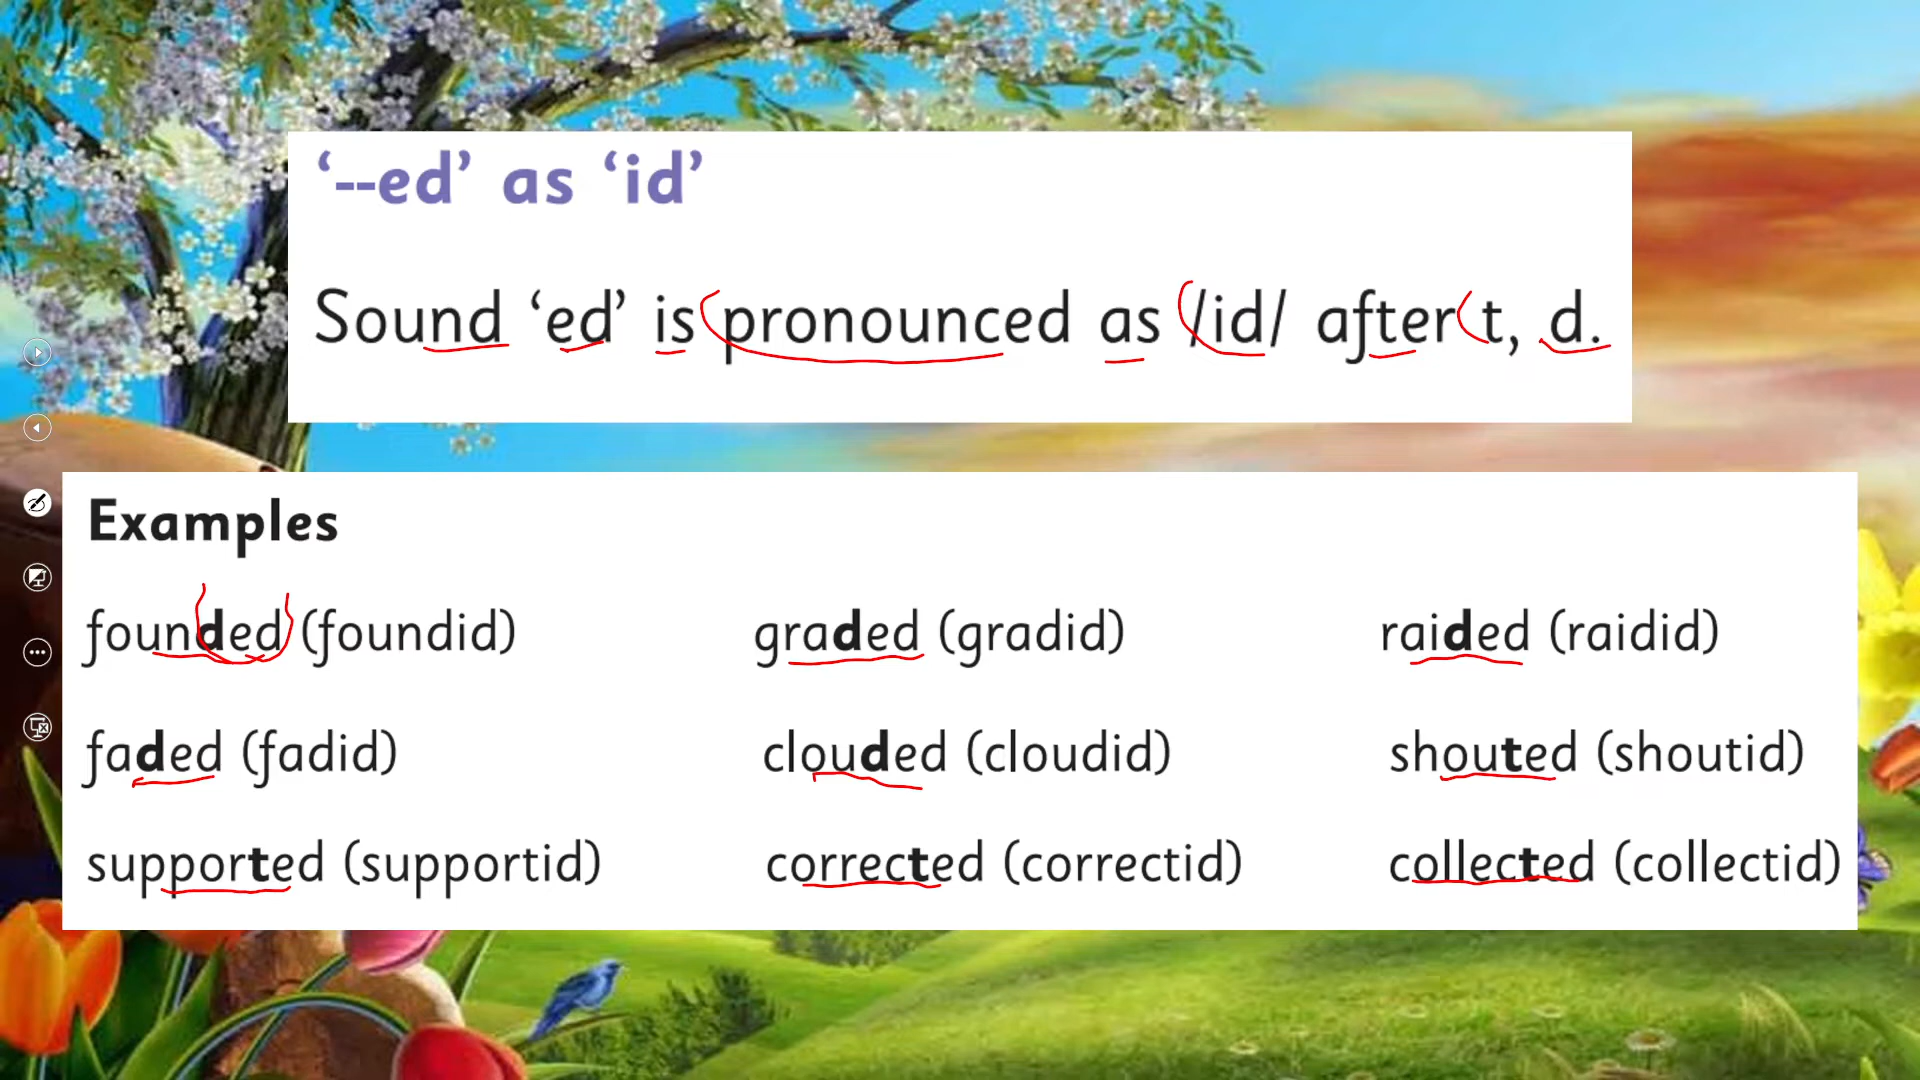 ‘--ed’ as ‘id’
Sound ‘ed’ is pronounced as /id/ after t, d.
Examples
founded (foundid) graded (gradid) raided (raidid)
faded (fadid) clouded (cloudid) shouted (shoutid)
supported (supportid) corrected (correctid) collected (collectid)